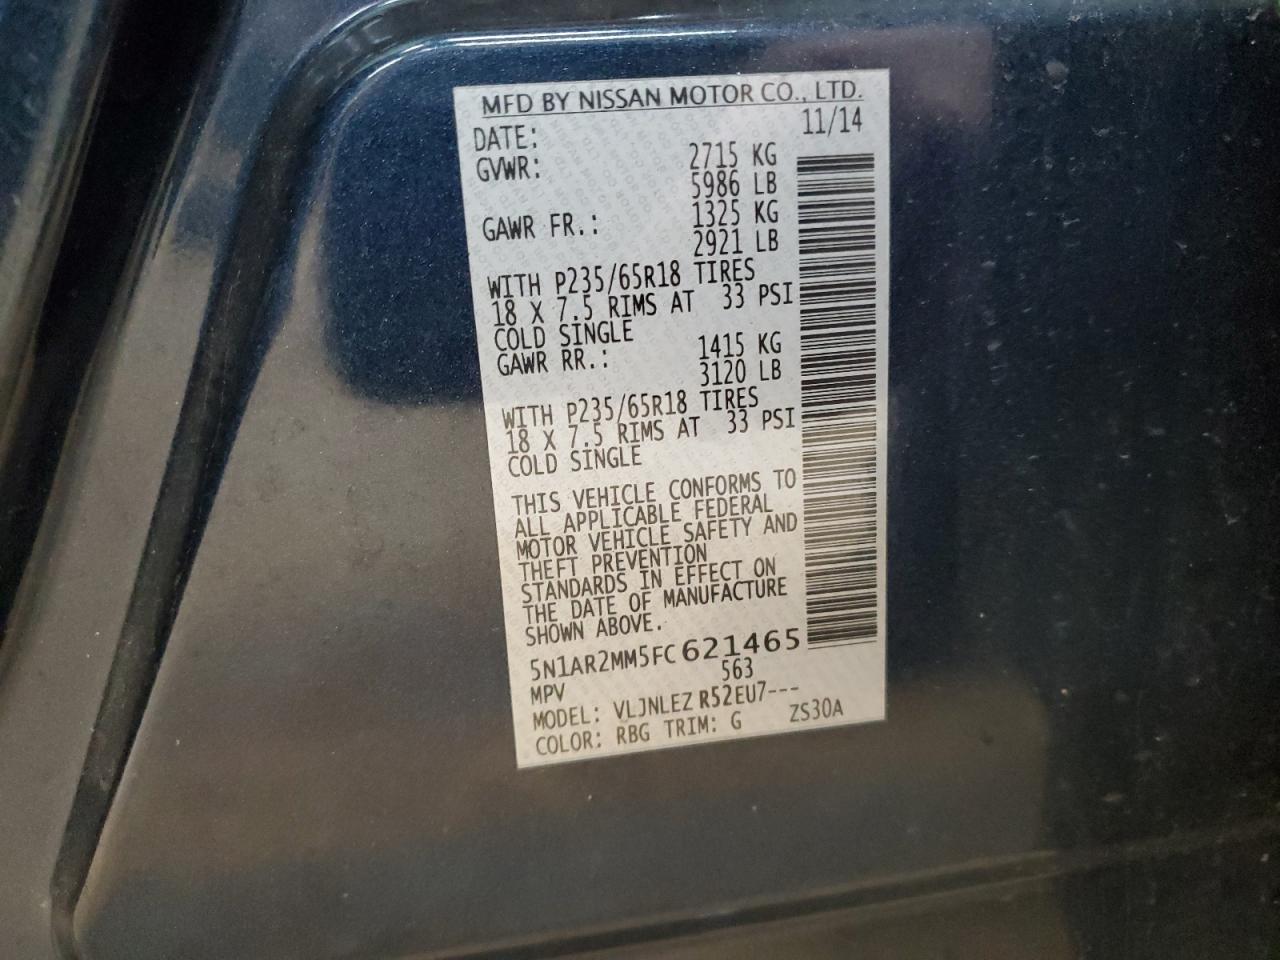 MFD BY NISSAN MOTOR CO., LTD.
DATE: 11/14
GVWR: 2715 KG
5986 LB
GAWR FR.: 1325 KG
2921 LB
WITH P235/65R18 TIRES
18 X 7.5 RIMS AT 33 PSI
COLD SINGLE
GAWR RR.: 1415 KG
3120 LB
WITH P235/65R18 TIRES
18 X 7.5 RIMS AT 33 PSI
COLD SINGLE
THIS VEHICLE CONFORMS TO
ALL APPLICABLE FEDERAL
MOTOR VEHICLE SAFETY AND
THEFT PREVENTION
STANDARDS IN EFFECT ON
THE DATE OF MANUFACTURE
SHOWN ABOVE.
5N1AR2MM5FC621465
MPV 563
MODEL: VLJNLEZ R52EU7---
COLOR: RBG TRIM: G ZS30A